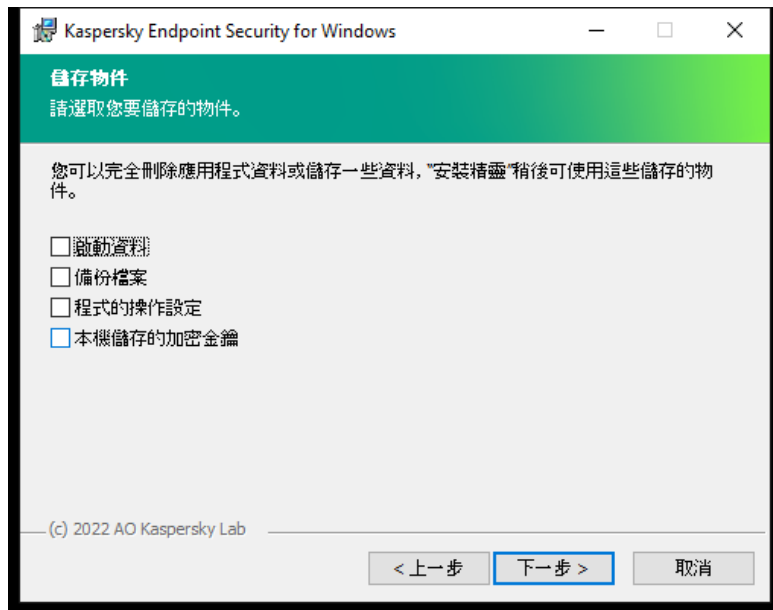 Kaspersky Endpoint Security for Windows
儲存物件
請選取您要儲存的物件。
您可以完全刪除應用程式資料或儲存一些資料，"安裝精靈"稍後可使用這些儲存的物
件。
啟動資料
備份檔案
程式的操作設定
本機儲存的加密金鑰
(c) 2022 AO Kaspersky Lab
< 上一步
下一步 >
取消